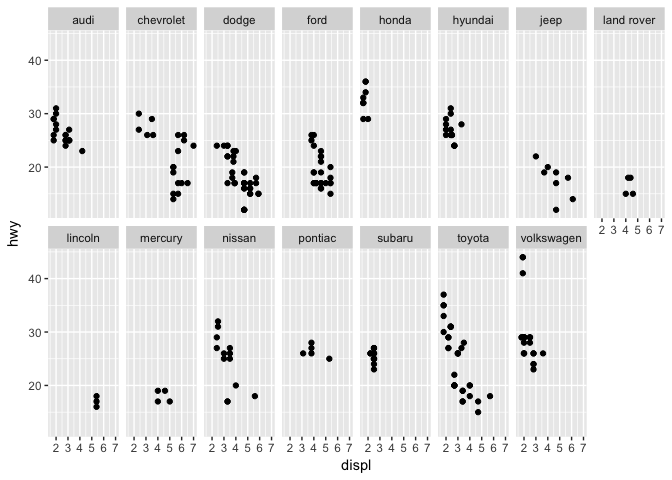 audi chevrolet dodge ford honda hyundai jeep land rover
40
30
20
2 3 4 5 6 7
hwy
lincoln mercury nissan pontiac subaru toyota volkswagen
40
30
20
2 3 4 5 6 7 2 3 4 5 6 7 2 3 4 5 6 7 2 3 4 5 6 7 2 3 4 5 6 7 2 3 4 5 6 7 2 3 4 5 6 7
displ